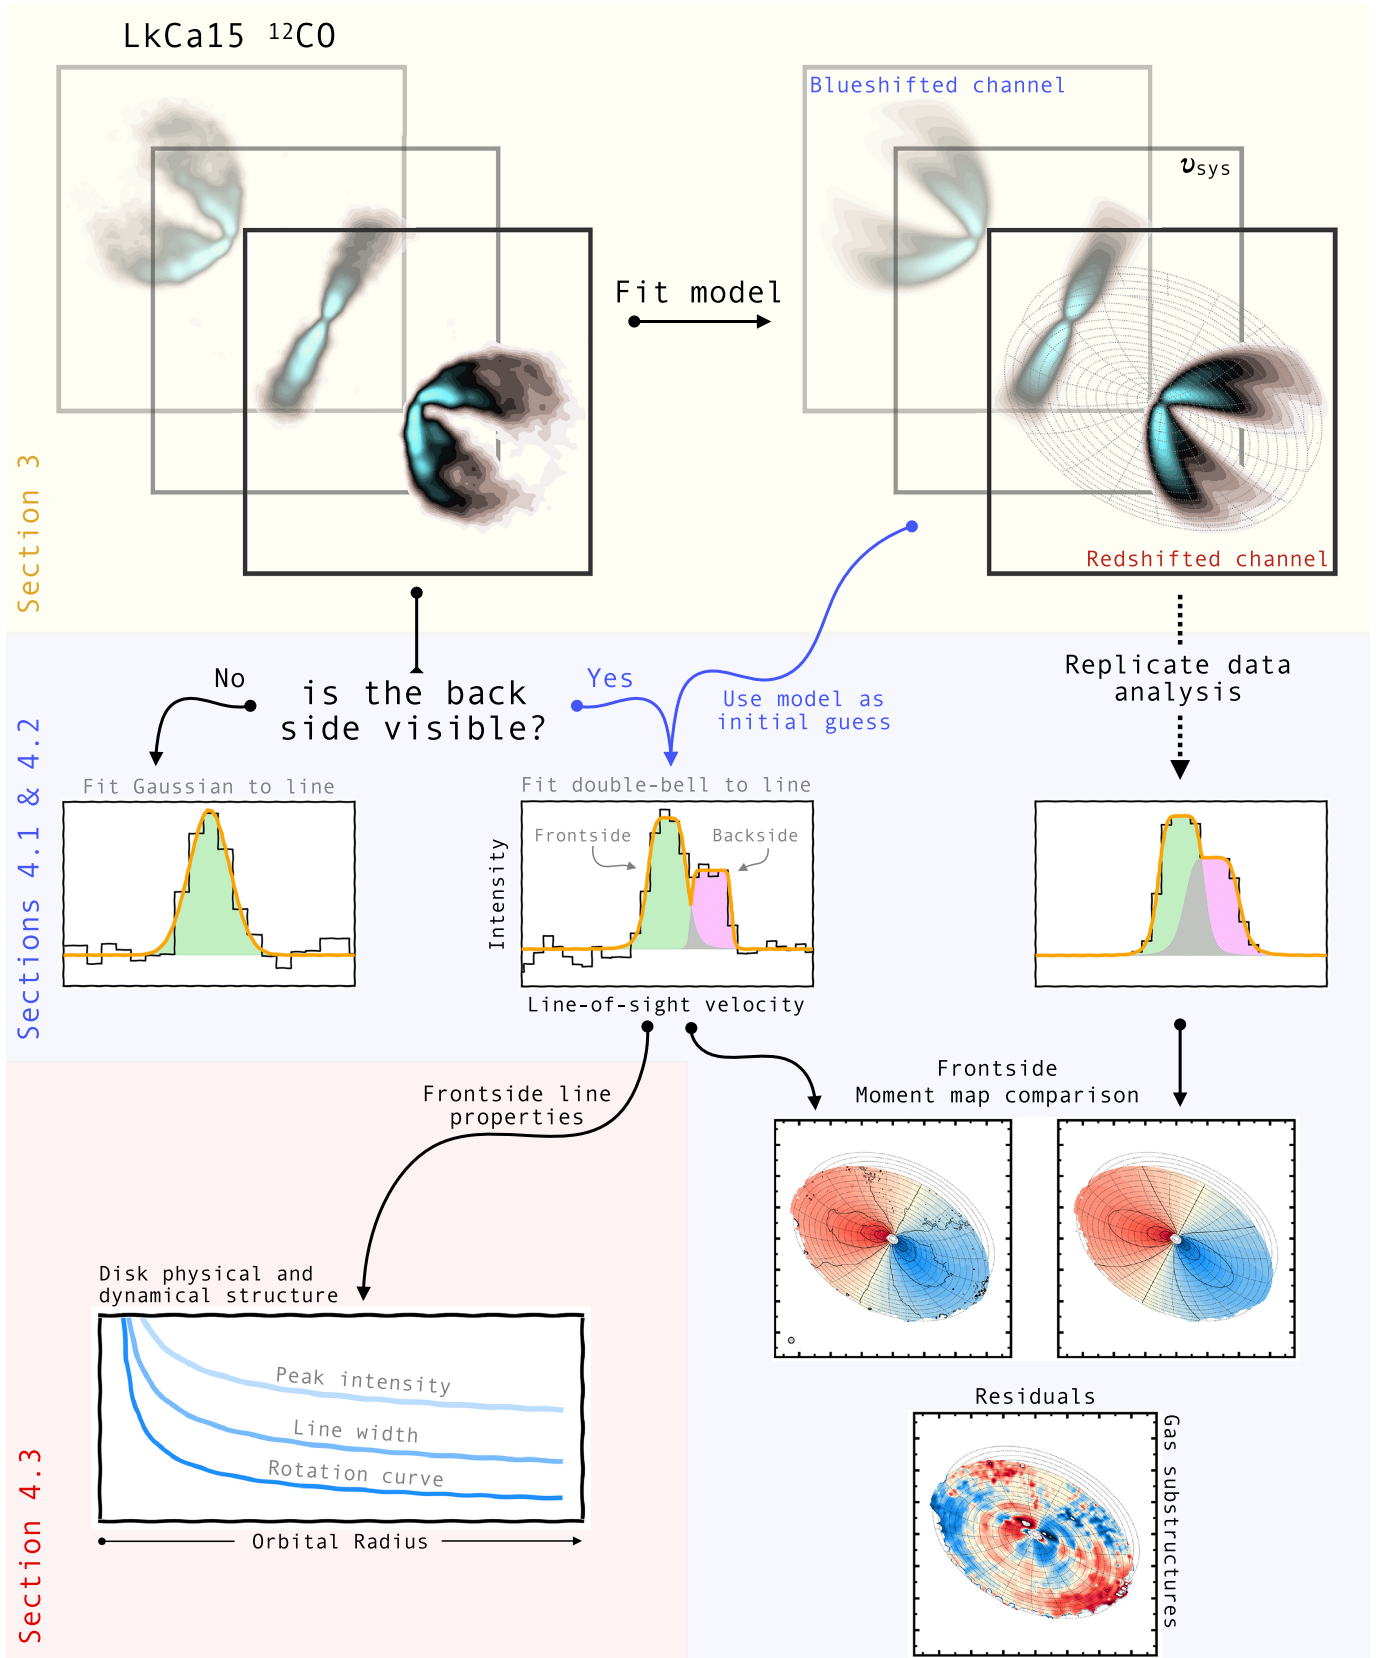 LkCa15 ¹²CO
Blueshifted channel
υsys
Fit model
Redshifted channel
Section 3
No
is the back
side visible?
Yes
Use model as
initial guess
Replicate data
analysis
Sections 4.1 & 4.2
Fit Gaussian to line
Fit double-bell to line
Frontside
Backside
Intensity
Line-of-sight velocity
Frontside line
properties
Frontside
Moment map comparison
Disk physical and
dynamical structure
Peak intensity
Line width
Rotation curve
Orbital Radius
Section 4.3
Residuals
Gas substructures